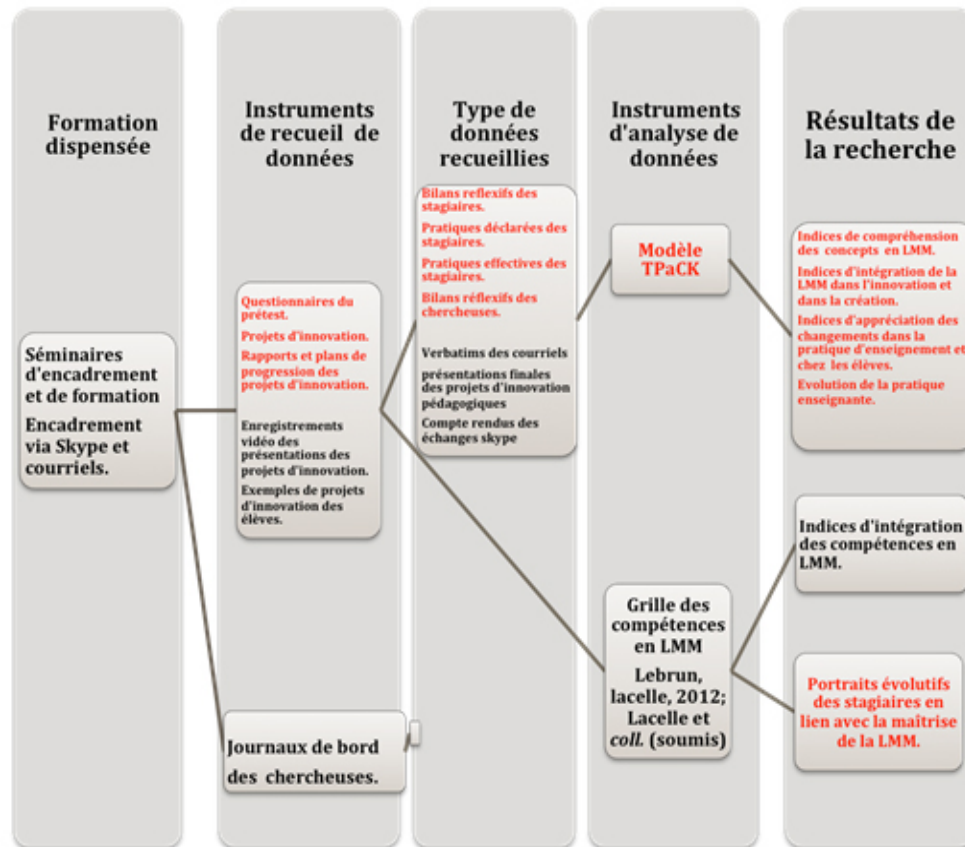 Formation
dispensée
Séminaires
d'encadrement
et de formation
Encadrement
via Skype et
courriels.
Instruments
de recueil de
données
Questionnaires du
prétest.
Projets d'innovation.
Rapports et plans de
progression des
projets d'innovation.
Enregistrements
vidéo des
présentations des
projets d'innovation.
Exemples de projets
d'innovation des
élèves.
Journaux de bord
des chercheuses.
Type de
données
recueillies
Bilans reflexifs des
stagiaires.
Pratiques déclarées des
stagiaires.
Pratiques effectives des
stagiaires.
Bilans réflexifs des
chercheuses.
Verbatims des courriels
présentations finales
des projets d'innovation
pédagogiques
Compte rendus des
échanges skype
Instruments
d'analyse de
données
Modèle
TPaCK
Grille des
compétences
en LMM
Lebrun,
lacelle, 2012;
Lacelle et
coll. (soumis)
Résultats de
la recherche
Indices de compréhension
des concepts en LMM.
Indices d'intégration de la
LMM dans l'innovation et
dans la création.
Indices d'appréciation des
changements dans la
pratique d'enseignement et
chez les élèves.
Evolution de la pratique
enseignante.
Indices d'intégration
des compétences en
LMM.
Portraits évolutifs
des stagiaires en
lien avec la maîtrise
de la LMM.